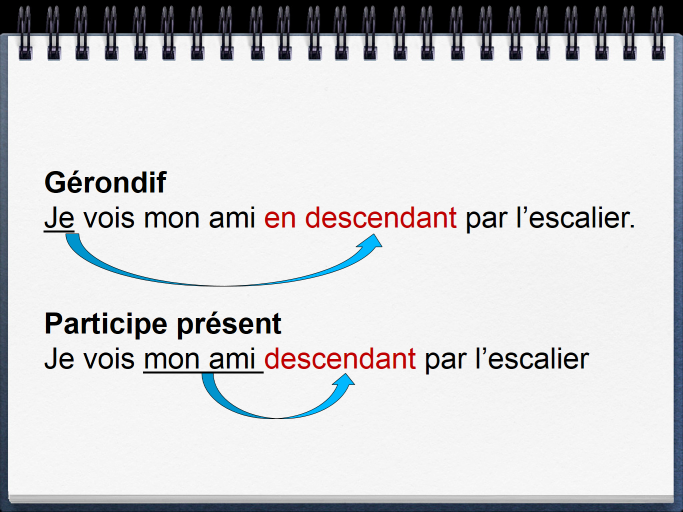 Gérondif
Je vois mon ami en descendant par l’escalier.
Participe présent
Je vois mon ami descendant par l’escalier